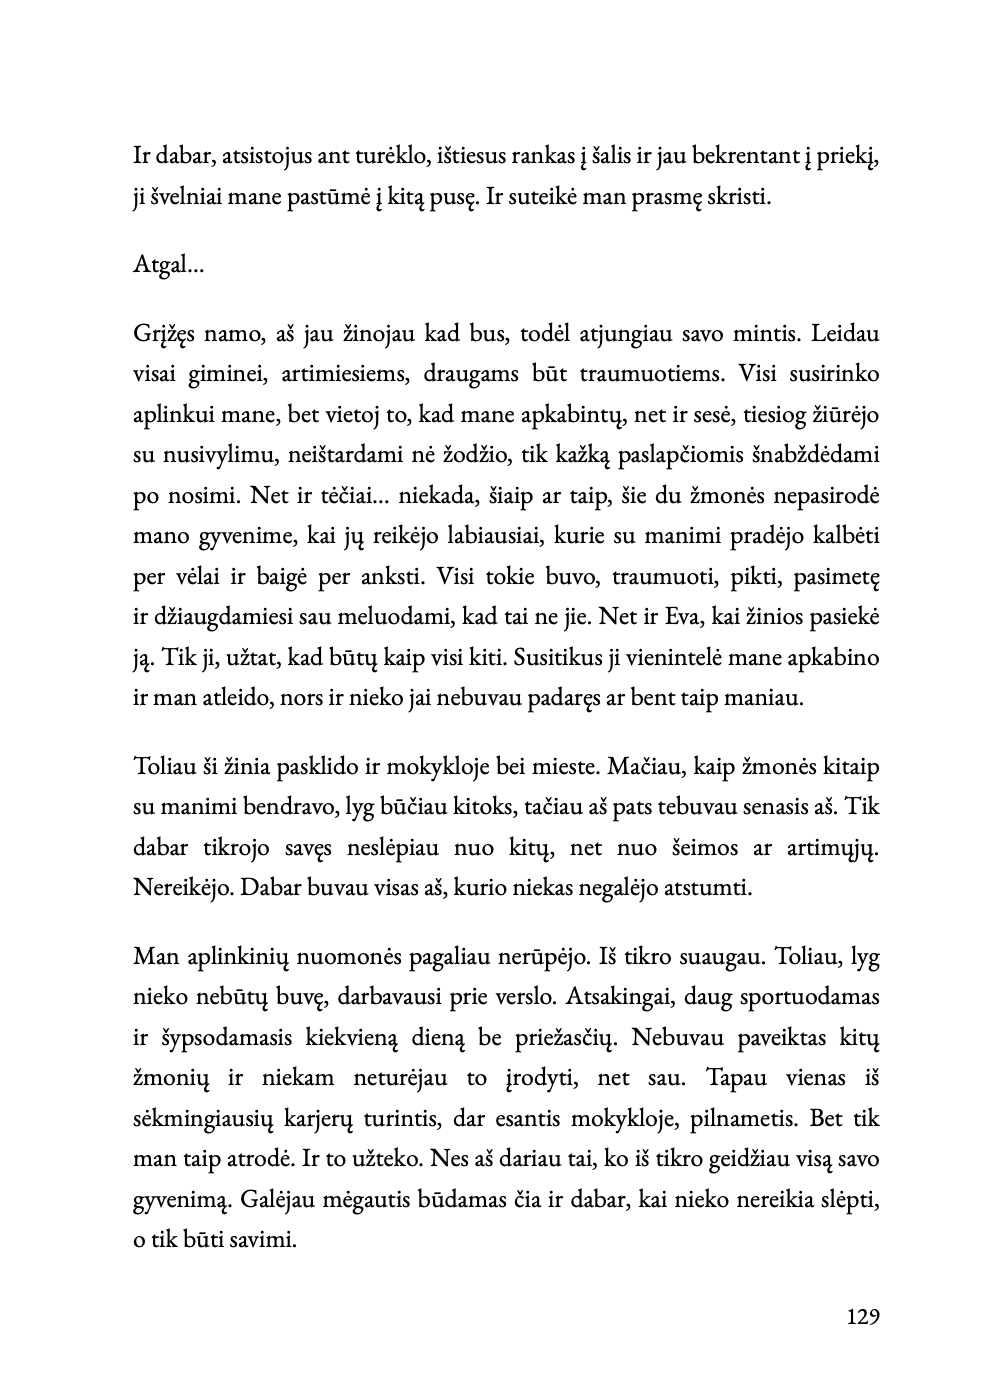 Ir dabar, atsistojus ant turėklo, ištiesus rankas į šalis ir jau bekrentant į priekį,
ji švelniai mane pastūmė į kitą pusę. Ir suteikė man prasmę skristi.
Atgal...
Grįžęs namo, aš jau žinojau kad bus, todėl atjungiau savo mintis. Leidau
visai giminei, artimiesiems, draugams būt traumuotiems. Visi susirinko
aplinkui mane, bet vietoj to, kad mane apkabintų, net ir sesė, tiesiog žiūrėjo
su nusivylimu, neištardami nė žodžio, tik kažką paslapčiomis šnabždėdami
po nosimi. Net ir tėčiai... niekada, šiaip ar taip, šie du žmonės nepasirodė
mano gyvenime, kai jų reikėjo labiausiai, kurie su manimi pradėjo kalbėti
per vėlai ir baigė per anksti. Visi tokie buvo, traumuoti, pikti, pasimetę
ir džiaugdamiesi sau meluodami, kad tai ne jie. Net ir Eva, kai žinios pasiekė
ją. Tik ji, užtat, kad būtų kaip visi kiti. Susitikus ji vienintelė mane apkabino
ir man atleido, nors ir nieko jai nebuvau padaręs ar bent taip maniau.
Toliau ši žinia pasklido ir mokykloje bei mieste. Mačiau, kaip žmonės kitaip
su manimi bendravo, lyg būčiau kitoks, tačiau aš pats tebuvau senasis aš. Tik
dabar tikrojo savęs neslėpiau nuo kitų, net nuo šeimos ar artimųjų.
Nereikėjo. Dabar buvau visas aš, kurio niekas negalėjo atstumti.
Man aplinkinių nuomonės pagaliau nerūpėjo. Iš tikro suaugau. Toliau, lyg
nieko nebūtų buvę, darbavausi prie verslo. Atsakingai, daug sportuodamas
ir šypsodamasis kiekvieną dieną be priežasčių. Nebuvau paveiktas kitų
žmonių ir niekam neturėjau to įrodyti, net sau. Tapau vienas iš
sėkmingiausių karjerų turintis, dar esantis mokykloje, pilnametis. Bet tik
man taip atrodė. Ir to užteko. Nes aš dariau tai, ko iš tikro geidžiau visą savo
gyvenimą. Galėjau mėgautis būdamas čia ir dabar, kai nieko nereikia slėpti,
o tik būti savimi.
129